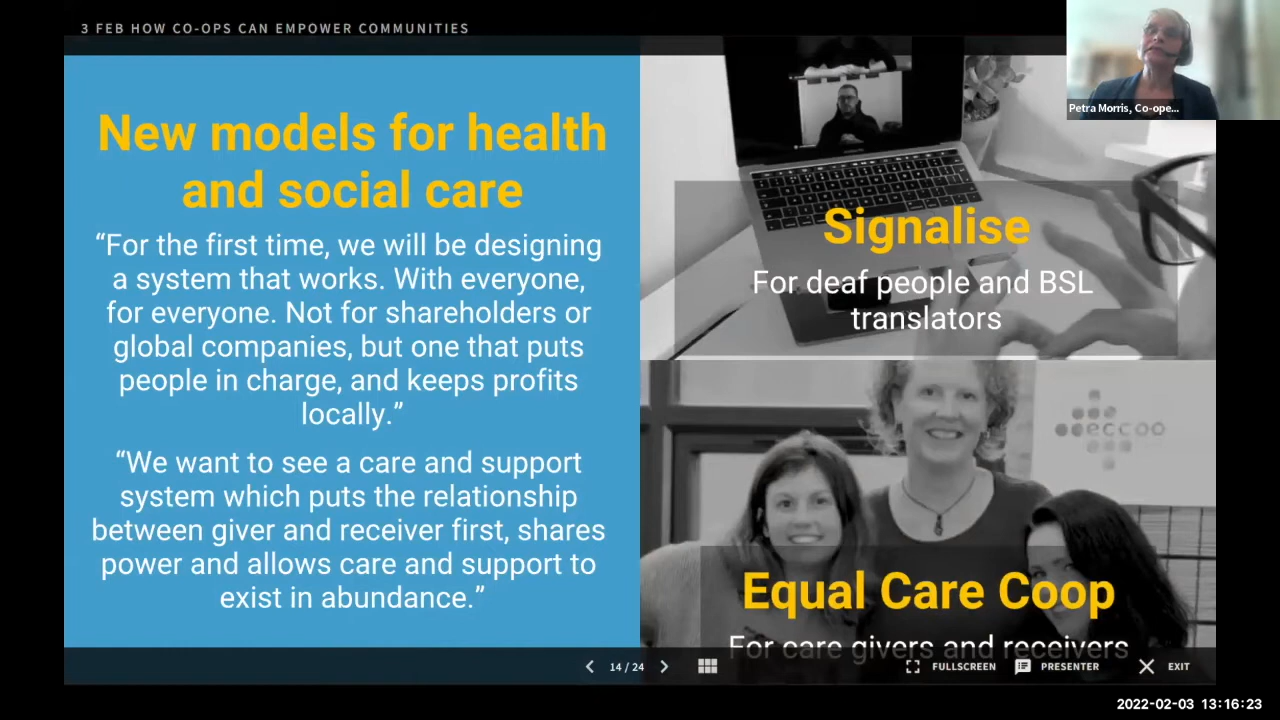 3 FEB HOW CO-OPS CAN EMPOWER COMMUNITIES
Petra Morris, Co-ope...
New models for health
and social care
“For the first time, we will be designing
a system that works. With everyone,
for everyone. Not for shareholders or
global companies, but one that puts
people in charge, and keeps profits
locally.”
“We want to see a care and support
system which puts the relationship
between giver and receiver first, shares
power and allows care and support to
exist in abundance.”
Signalise
For deaf people and BSL
translators
eccoo
Equal Care Coop
For care givers and receivers
14 / 24
FULLSCREEN
PRESENTER
EXIT
2022-02-03 13:16:23